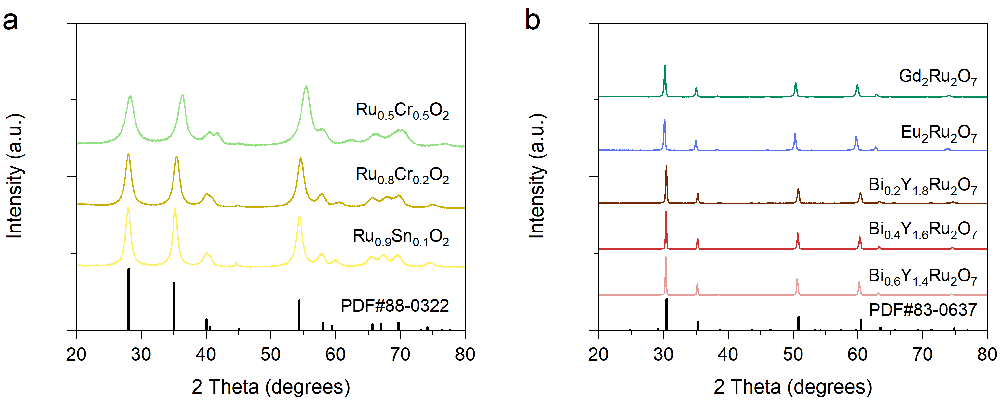 a
Intensity (a.u.)
Ru0.5Cr0.5O2
Ru0.8Cr0.2O2
Ru0.9Sn0.1O2
PDF#88-0322
20 30 40 50 60 70 80
2 Theta (degrees)
b
Intensity (a.u.)
Gd2Ru2O7
Eu2Ru2O7
Bi0.2Y1.8Ru2O7
Bi0.4Y1.6Ru2O7
Bi0.6Y1.4Ru2O7
PDF#83-0637
20 30 40 50 60 70 80
2 Theta (degrees)